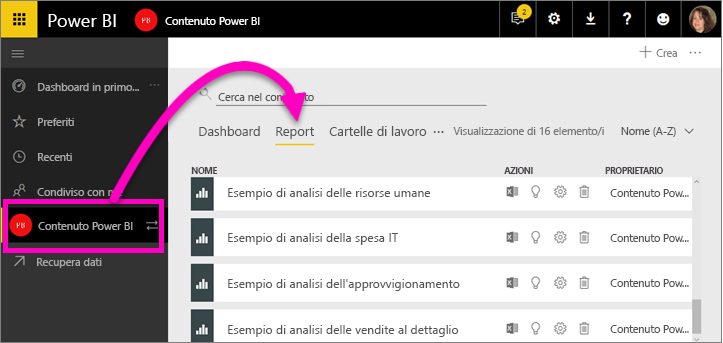 Power BI PB Contenuto Power BI 2 ?
Crea ...
Dashboard in primo... ...
Preferiti
Recenti
Condiviso con
PB Contenuto Power BI
Recupera dati
Cerca nel
Dashboard Report Cartelle di lavoro ... Visualizzazione di 16 elemento/i Nome (A-Z)
NOME AZIONI PROPRIETARIO
Esempio di analisi delle risorse umane Contenuto Pow...
Esempio di analisi della spesa IT Contenuto Pow...
Esempio di analisi dell'approvvigionamento Contenuto Pow...
Esempio di analisi delle vendite al dettaglio Contenuto Pow...